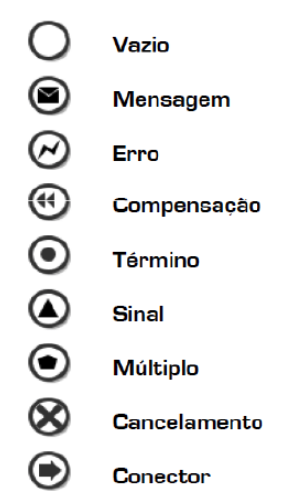 Vazio
Mensagem
Erro
Compensação
Término
Sinal
Múltiplo
Cancelamento
Conector